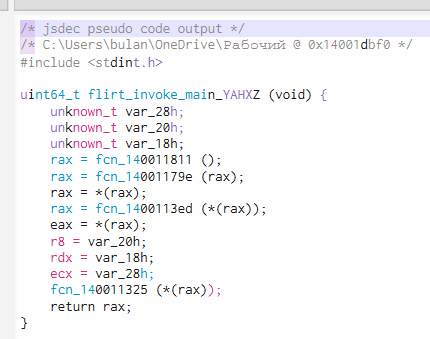 /* jsdec pseudo code output */
/* C:\Users\bulan\OneDrive\Рабочий @ 0x14001dbf0 */
#include <stdint.h>
uint64_t flirt_invoke_main_YAHXZ (void) {
unknown_t var_28h;
unknown_t var_20h;
unknown_t var_18h;
rax = fcn_140011811 ();
rax = fcn_14001179e (rax);
rax = *(rax);
rax = fcn_1400113ed (*(rax));
eax = *(rax);
r8 = var_20h;
rdx = var_18h;
ecx = var_28h;
fcn_140011325 (*(rax));
return rax;
}